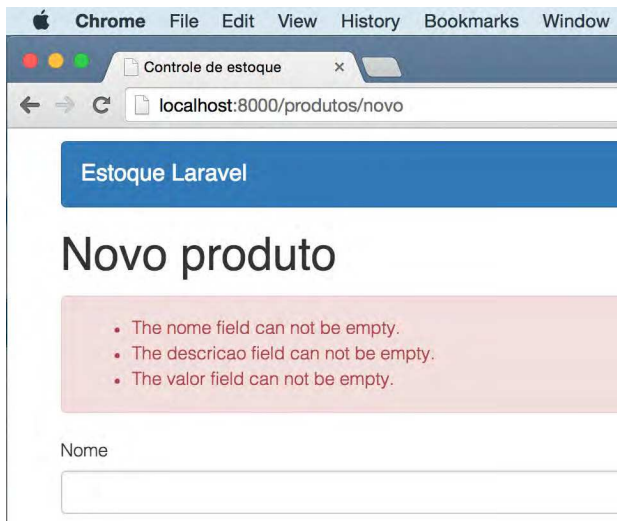 Chrome File Edit View History Bookmarks Window
Controle de estoque
localhost:8000/produtos/novo
Estoque Laravel
Novo produto
• The nome field can not be empty.
• The descricao field can not be empty.
• The valor field can not be empty.
Nome